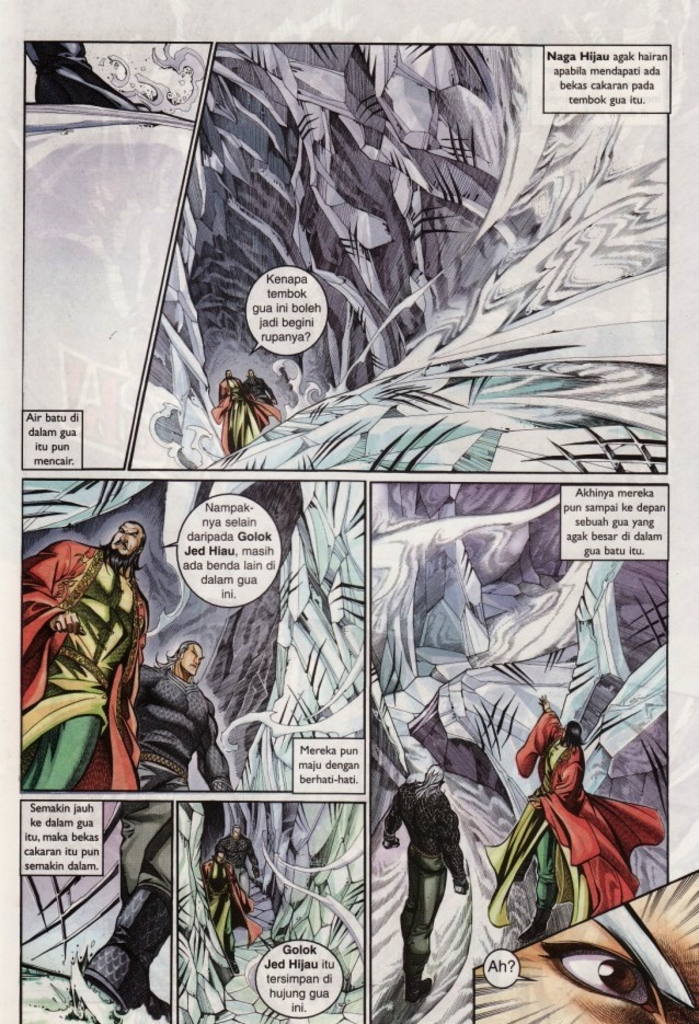 Naga Hijau agak hairan
apabila mendapati ada
bekas cakaran pada
tembok gua itu.
Kenapa
tembok
gua ini boleh
jadi begini
rupanya?
Air batu di
dalam gua
itu pun
mencair.
Nampak-
nya selain
daripada Golok
Jed Hiau, masih
ada benda lain di
dalam gua
ini.
Mereka pun
maju dengan
berhati-hati.
Akhinya mereka
pun sampai ke depan
sebuah gua yang
agak besar di dalam
gua batu itu.
Semakin jauh
ke dalam gua
itu, maka bekas
cakaran itu pun
semakin dalam.
Golok
Jed Hijau itu
tersimpan di
hujung gua
ini.
Ah?